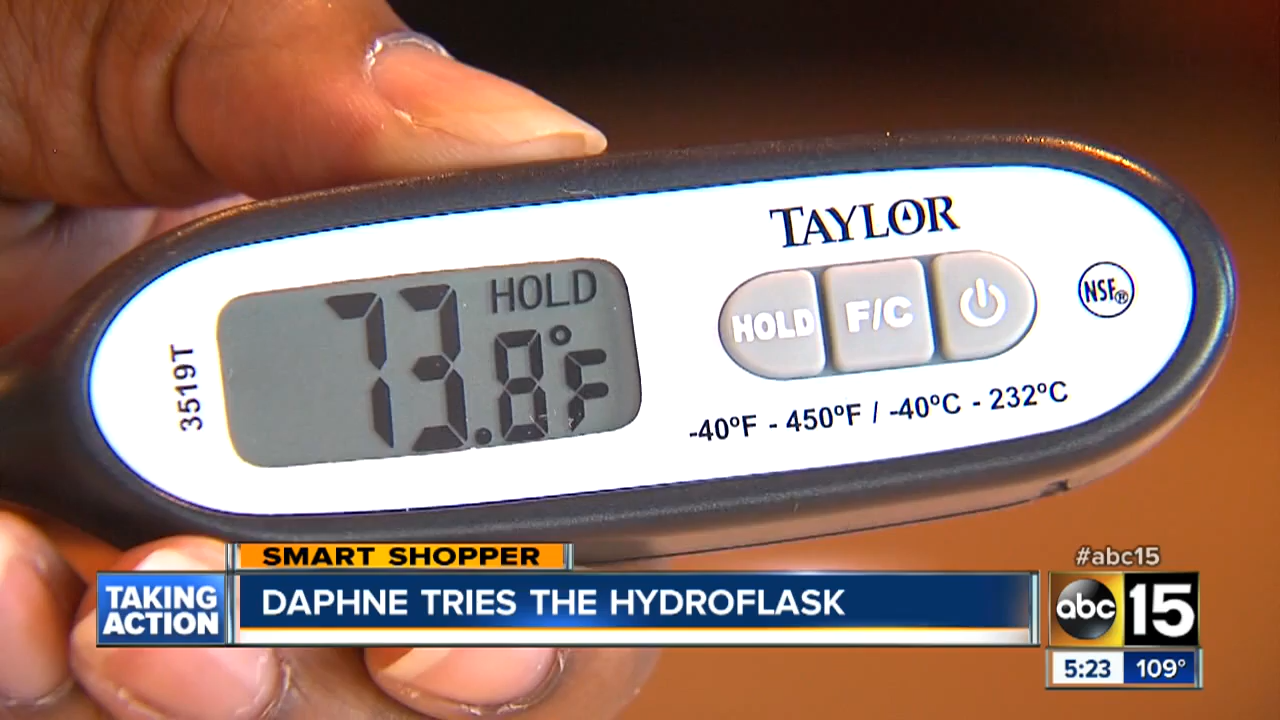 TAYLOR
HOLD
73.8°F
HOLD F/C
NSF®
3519T
-40°F - 450°F / -40°C - 232°C
SMART SHOPPER
TAKING ACTION
DAPHNE TRIES THE HYDROFLASK
#abc15
abc 15
5:23 109°